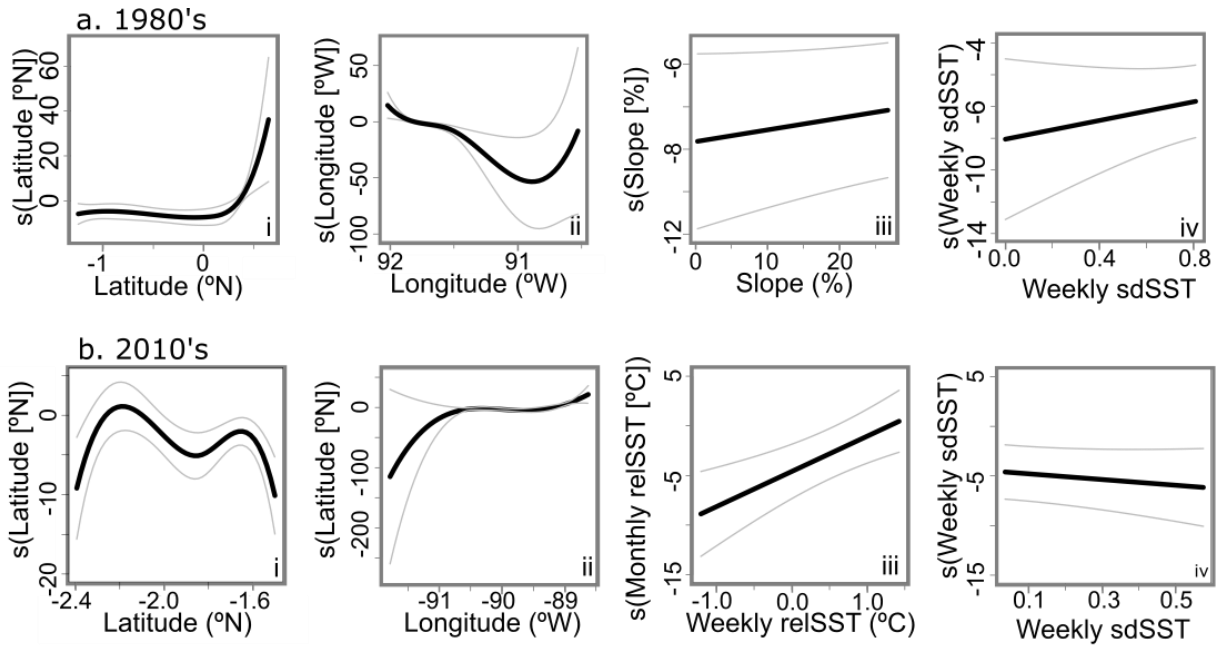 a. 1980's
s(Latitude [ºN])
60
40
20
0
-1
0
Latitude (ºN)
i
s(Longitude [ºW])
50
0
-50
-100
92
91
Longitude (ºW)
ii
s(Slope [%])
-6
-8
-12
0
10
20
Slope (%)
iii
s(Weekly sdSST)
-4
-6
-10
-14
0.0
0.4
0.8
Weekly sdSST
iv
b. 2010's
s(Latitude [ºN])
0
-10
-20
-2.4
-2.0
-1.6
Latitude (ºN)
i
s(Latitude [ºN])
0
-100
-200
-91
-90
-89
Longitude (ºW)
ii
s(Monthly relSST [ºC])
5
-5
-15
-1.0
0.0
1.0
Weekly relSST (ºC)
iii
s(Weekly sdSST)
5
-5
-15
0.1
0.3
0.5
Weekly sdSST
iv